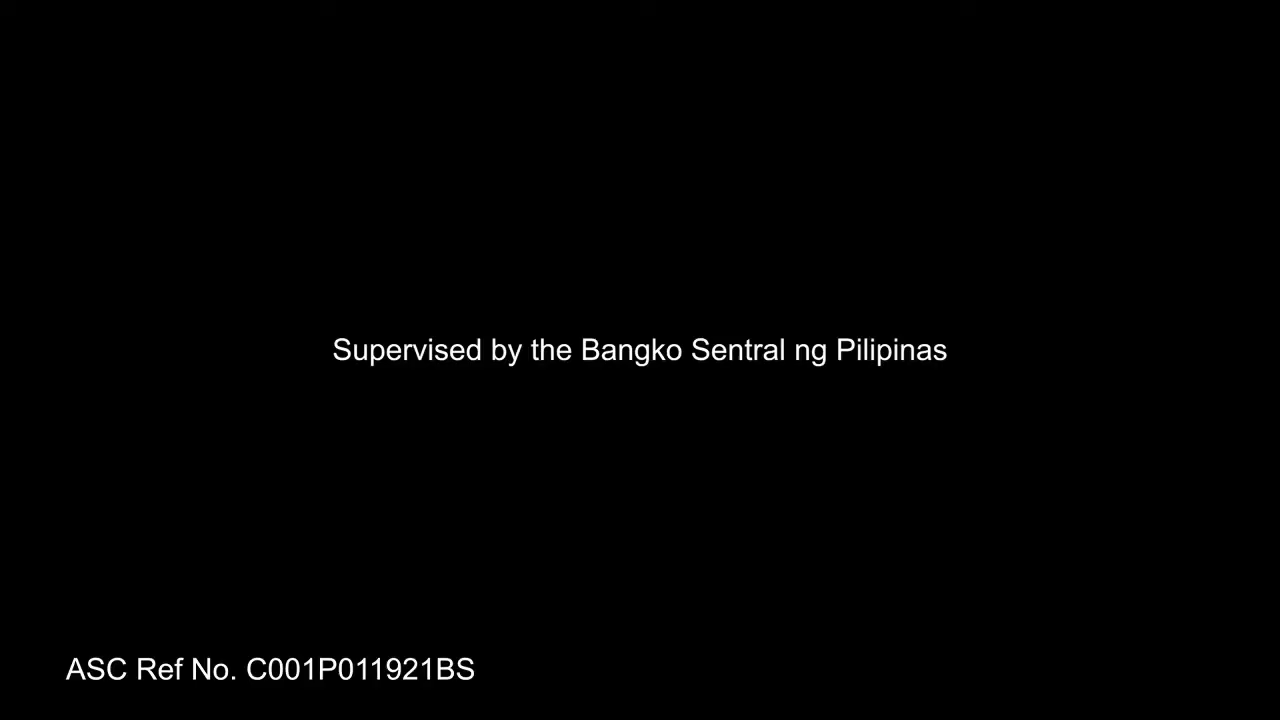 Supervised by the Bangko Sentral ng Pilipinas
ASC Ref No. C001P011921BS